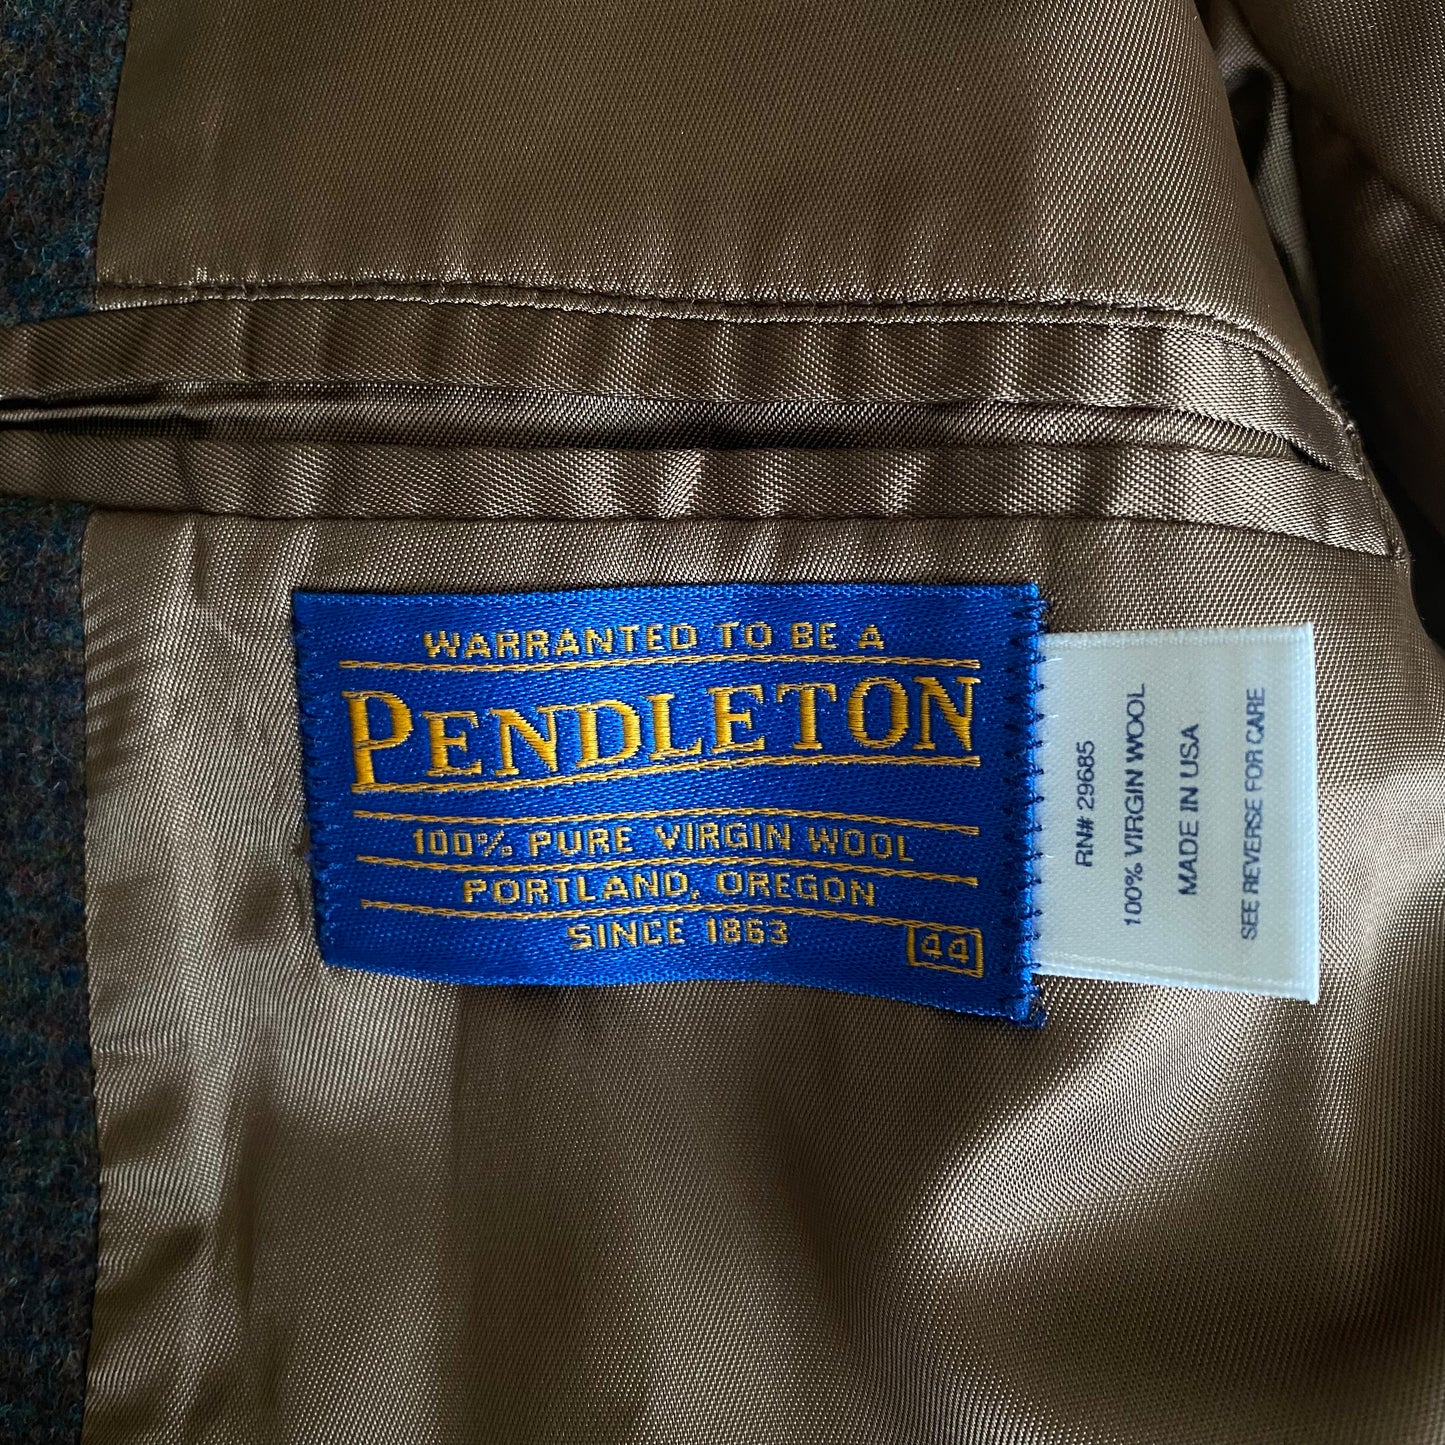 WARRANTED TO BE A
PENDLETON
100% PURE VIRGIN WOOL
PORTLAND, OREGON
SINCE 1863
44
RN# 29685
100% VIRGIN WOOL
MADE IN USA
SEE REVERSE FOR CARE